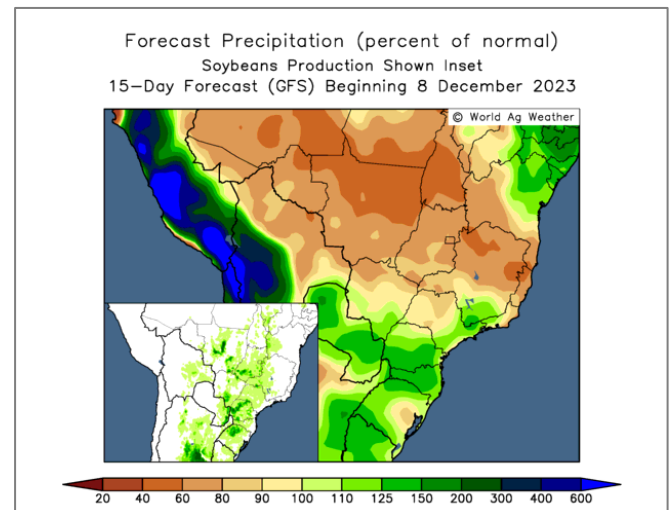 Forecast Precipitation (percent of normal)
Soybeans Production Shown Inset
15-Day Forecast (GFS) Beginning 8 December 2023
© World Ag Weather
20 40 60 80 90 100 110 125 150 200 300 400 600